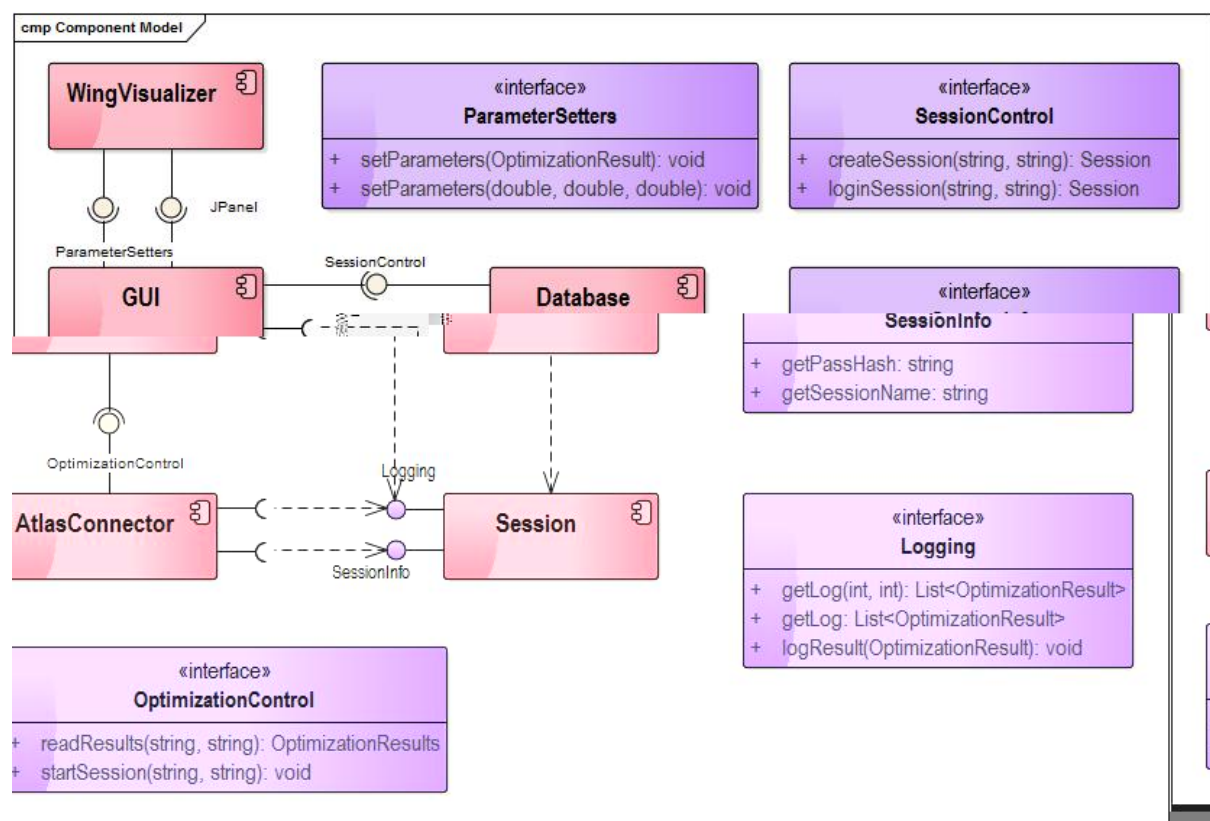 cmp Component Model
WingVisualizer
«interface»
ParameterSetters
+ setParameters(OptimizationResult): void
+ setParameters(double, double, double): void
«interface»
SessionControl
+ createSession(string, string): Session
+ loginSession(string, string): Session
JPanel
ParameterSetters
SessionControl
GUI
Database
«interface»
SessionInfo
+ getPassHash: string
+ getSessionName: string
OptimizationControl
Logging
AtlasConnector
Session
SessionInfo
«interface»
Logging
+ getLog(int, int): List<OptimizationResult>
+ getLog: List<OptimizationResult>
+ logResult(OptimizationResult): void
«interface»
OptimizationControl
+ readResults(string, string): OptimizationResults
+ startSession(string, string): void